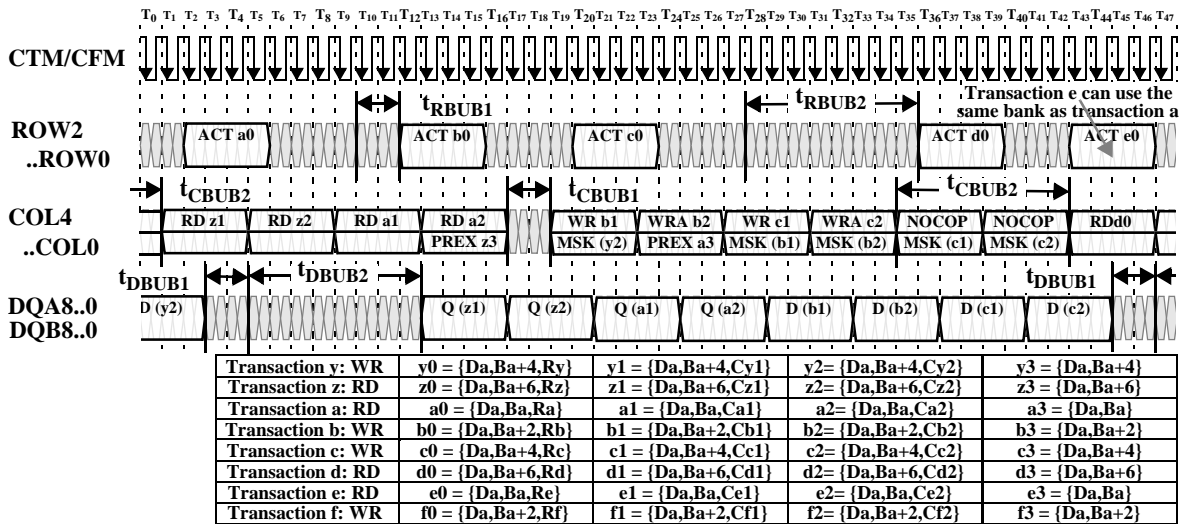 T0 T1 T2 T3 T4 T5 T6 T7 T8 T9 T10 T11 T12 T13 T14 T15 T16 T17 T18 T19 T20 T21 T22 T23 T24 T25 T26 T27 T28 T29 T30 T31 T32 T33 T34 T35 T36 T37 T38 T39 T40 T41 T42 T43 T44 T45 T46 T47
CTM/CFM
Transaction e can use the
same bank as transaction a
tRBUB1 tRBUB2
ROW2
..ROW0
ACT a0 ACT b0 ACT c0 ACT d0 ACT e0
tCBUB2 tCBUB1 tCBUB2
COL4
..COL0
RD z1 RD z2 RD a1 RD a2 WR b1 WRA b2 WR c1 WRA c2 NOCOP NOCOP RDd0
PREX z3 MSK (y2) PREX a3 MSK (b1) MSK (b2) MSK (c1) MSK (c2)
tDBUB1 tDBUB2 tDBUB1
DQA8..0
DQB8..0
D (y2) Q (z1) Q (z2) Q (a1) Q (a2) D (b1) D (b2) D (c1) D (c2)
Transaction y: WR y0 = {Da,Ba+4,Ry} y1 = {Da,Ba+4,Cy1} y2= {Da,Ba+4,Cy2} y3 = {Da,Ba+4}
Transaction z: RD z0 = {Da,Ba+6,Rz} z1 = {Da,Ba+6,Cz1} z2= {Da,Ba+6,Cz2} z3 = {Da,Ba+6}
Transaction a: RD a0 = {Da,Ba,Ra} a1 = {Da,Ba,Ca1} a2= {Da,Ba,Ca2} a3 = {Da,Ba}
Transaction b: WR b0 = {Da,Ba+2,Rb} b1 = {Da,Ba+2,Cb1} b2= {Da,Ba+2,Cb2} b3 = {Da,Ba+2}
Transaction c: WR c0 = {Da,Ba+4,Rc} c1 = {Da,Ba+4,Cc1} c2= {Da,Ba+4,Cc2} c3 = {Da,Ba+4}
Transaction d: RD d0 = {Da,Ba+6,Rd} d1 = {Da,Ba+6,Cd1} d2= {Da,Ba+6,Cd2} d3 = {Da,Ba+6}
Transaction e: RD e0 = {Da,Ba,Re} e1 = {Da,Ba,Ce1} e2= {Da,Ba,Ce2} e3 = {Da,Ba}
Transaction f: WR f0 = {Da,Ba+2,Rf} f1 = {Da,Ba+2,Cf1} f2= {Da,Ba+2,Cf2} f3 = {Da,Ba+2}